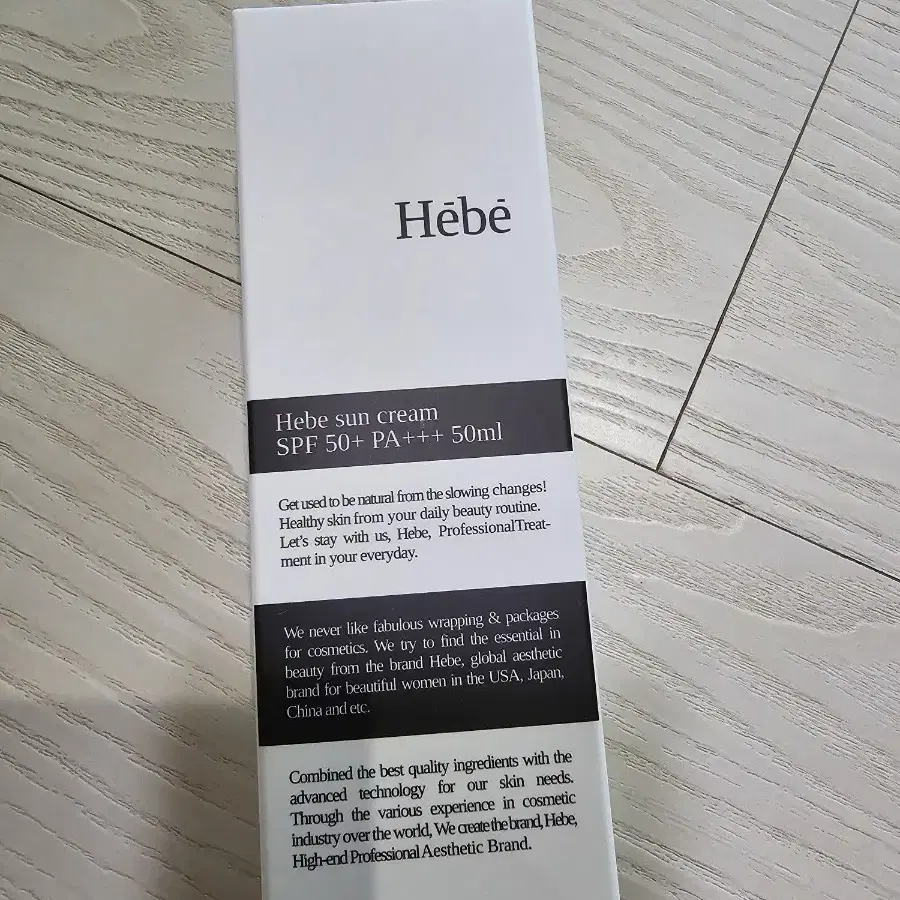 Hēbē
Hebe sun cream
SPF 50+ PA+++ 50ml
Get used to be natural from the slowing changes!
Healthy skin from your daily beauty routine.
Let's stay with us, Hebe, ProfessionalTreat-
ment in your everyday.
We never like fabulous wrapping & packages
for cosmetics. We try to find the essential in
beauty from the brand Hebe, global aesthetic
brand for beautiful women in the USA, Japan,
China and etc.
Combined the best quality ingredients with the
advanced technology for our skin needs.
Through the various experience in cosmetic
industry over the world, We create the brand, Hebe,
High-end Professional Aesthetic Brand.